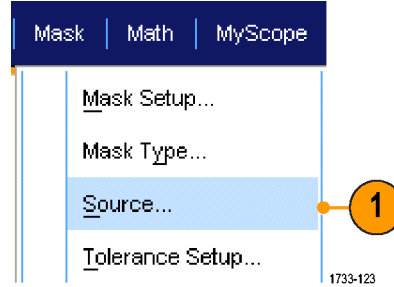 Mask | Math | MyScope
Mask Setup...
Mask Type...
Source...
1
Tolerance Setup...
1733-123